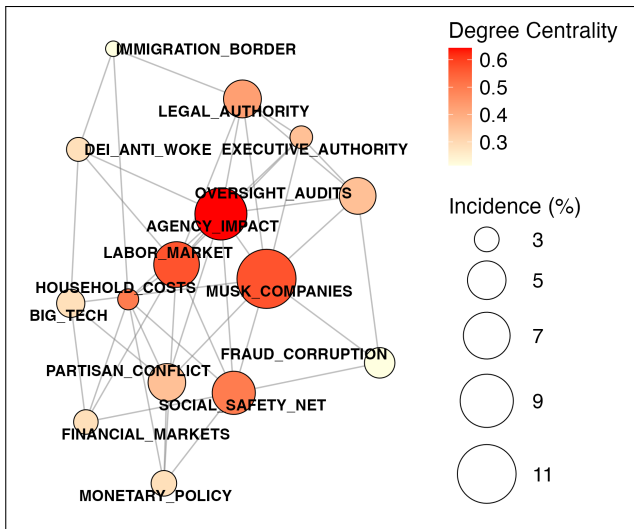 IMMIGRATION_BORDER
LEGAL_AUTHORITY
DEI_ANTI_WOKE
EXECUTIVE_AUTHORITY
OVERSIGHT_AUDITS
AGENCY_IMPACT
LABOR_MARKET
HOUSEHOLD_COSTS
MUSK_COMPANIES
BIG_TECH
FRAUD_CORRUPTION
PARTISAN_CONFLICT
SOCIAL_SAFETY_NET
FINANCIAL_MARKETS
MONETARY_POLICY
Degree Centrality
0.6
0.5
0.4
0.3
Incidence (%)
3
5
7
9
11